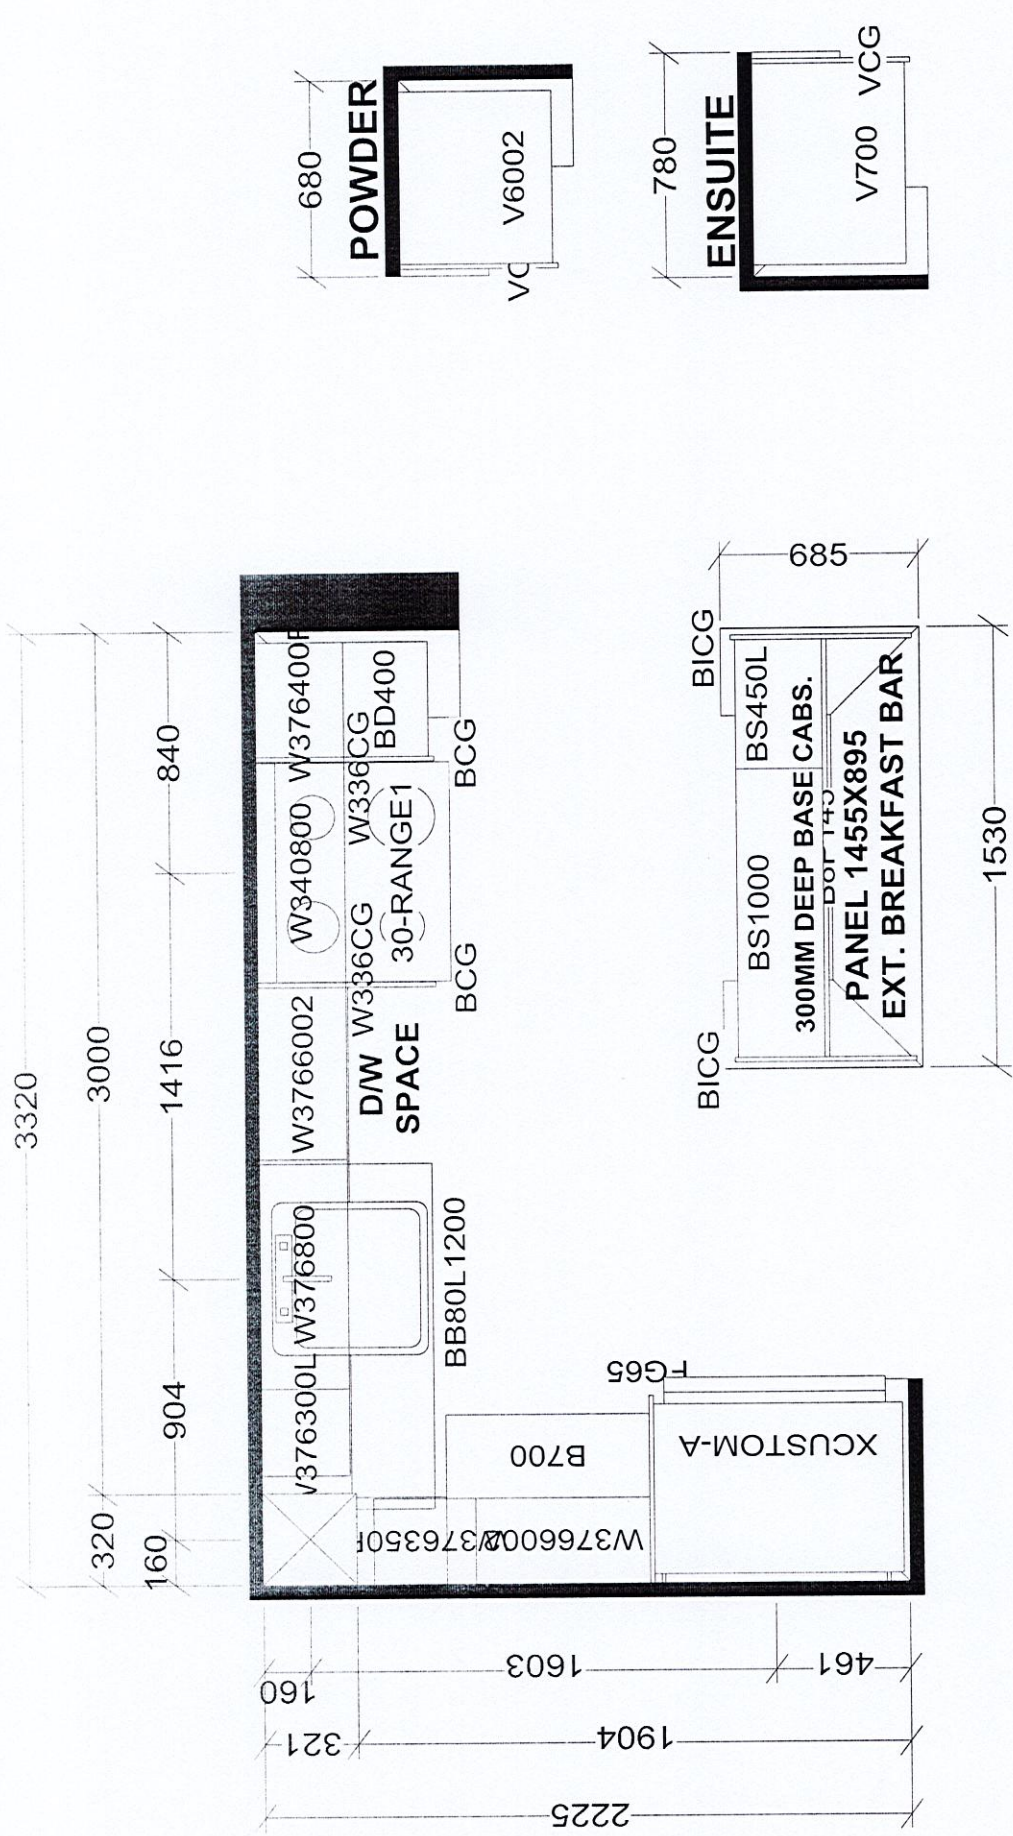 3320
3000
320
840
1416
904
160
W376300L
W376800
W3766002
W340800
W376400R
W336CG
W336CG
D/W
SPACE
30-RANGE1
BD400
BCG
BCG
BB80L1200
2225
321
1904
160
1603
461
W3766002
B700
XCUSTOM-A
FG65
BICG
BICG
BS1000
BS450L
300MM DEEP BASE CABS.
PANEL 1455X895
EXT. BREAKFAST BAR
685
1530
680
POWDER
V6002
780
ENSUITE
V700
VCG